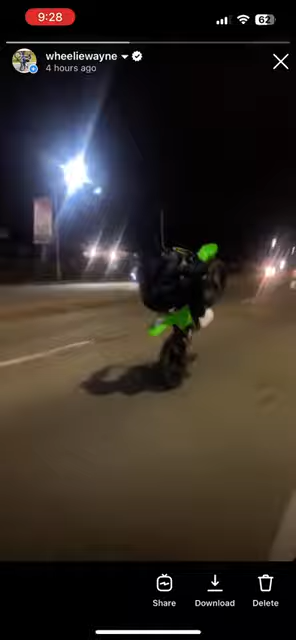 9:28
62
wheeliewayne
4 hours ago
Share
Download
Delete